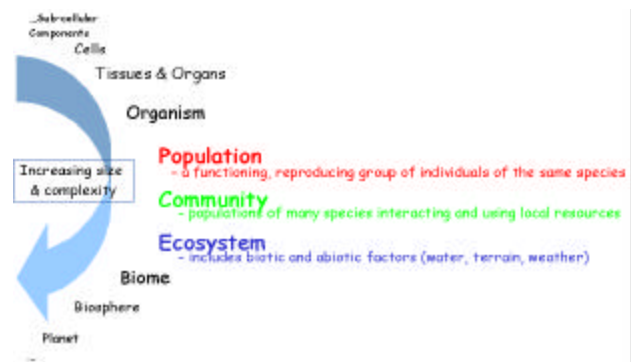 ...Sub-cellular
Components
Cells
Tissues & Organs
Organism
Population
- a functioning, reproducing group of individuals of the same species
Increasing size
& complexity
Community
- populations of many species interacting and using local resources
Ecosystem
- includes biotic and abiotic factors (water, terrain, weather)
Biome
Biosphere
Planet
...